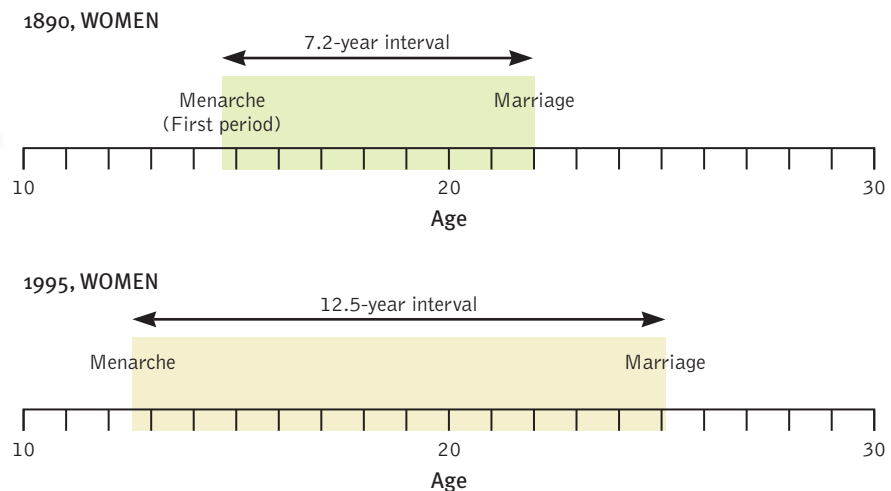 1890, WOMEN
7.2-year interval
Menarche
(First period)
Marriage
10
20
30
Age
1995, WOMEN
12.5-year interval
Menarche
Marriage
10
20
30
Age